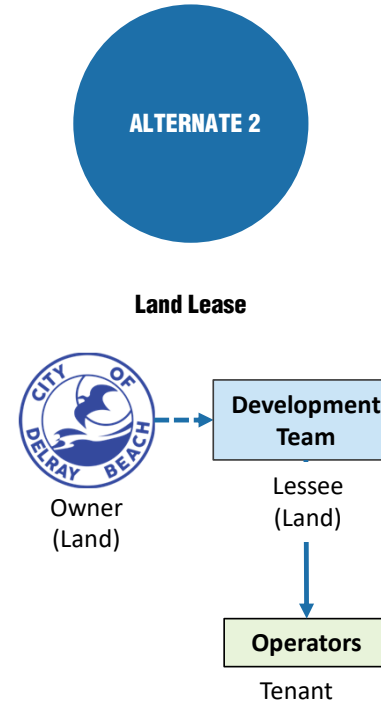 ALTERNATE 2
Land Lease
CITY OF
DELRAY BEACH
Owner
(Land)
Development
Team
Lessee
(Land)
Operators
Tenant